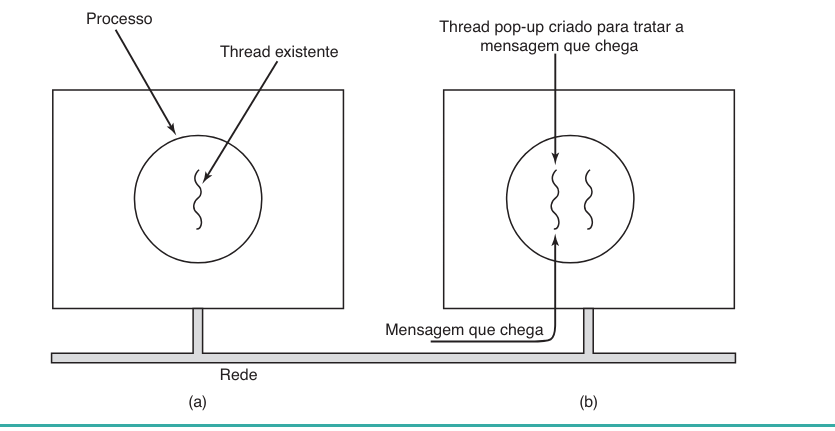 Processo
Thread existente
Thread pop-up criado para tratar a
mensagem que chega
Mensagem que chega
Rede
(a)
(b)